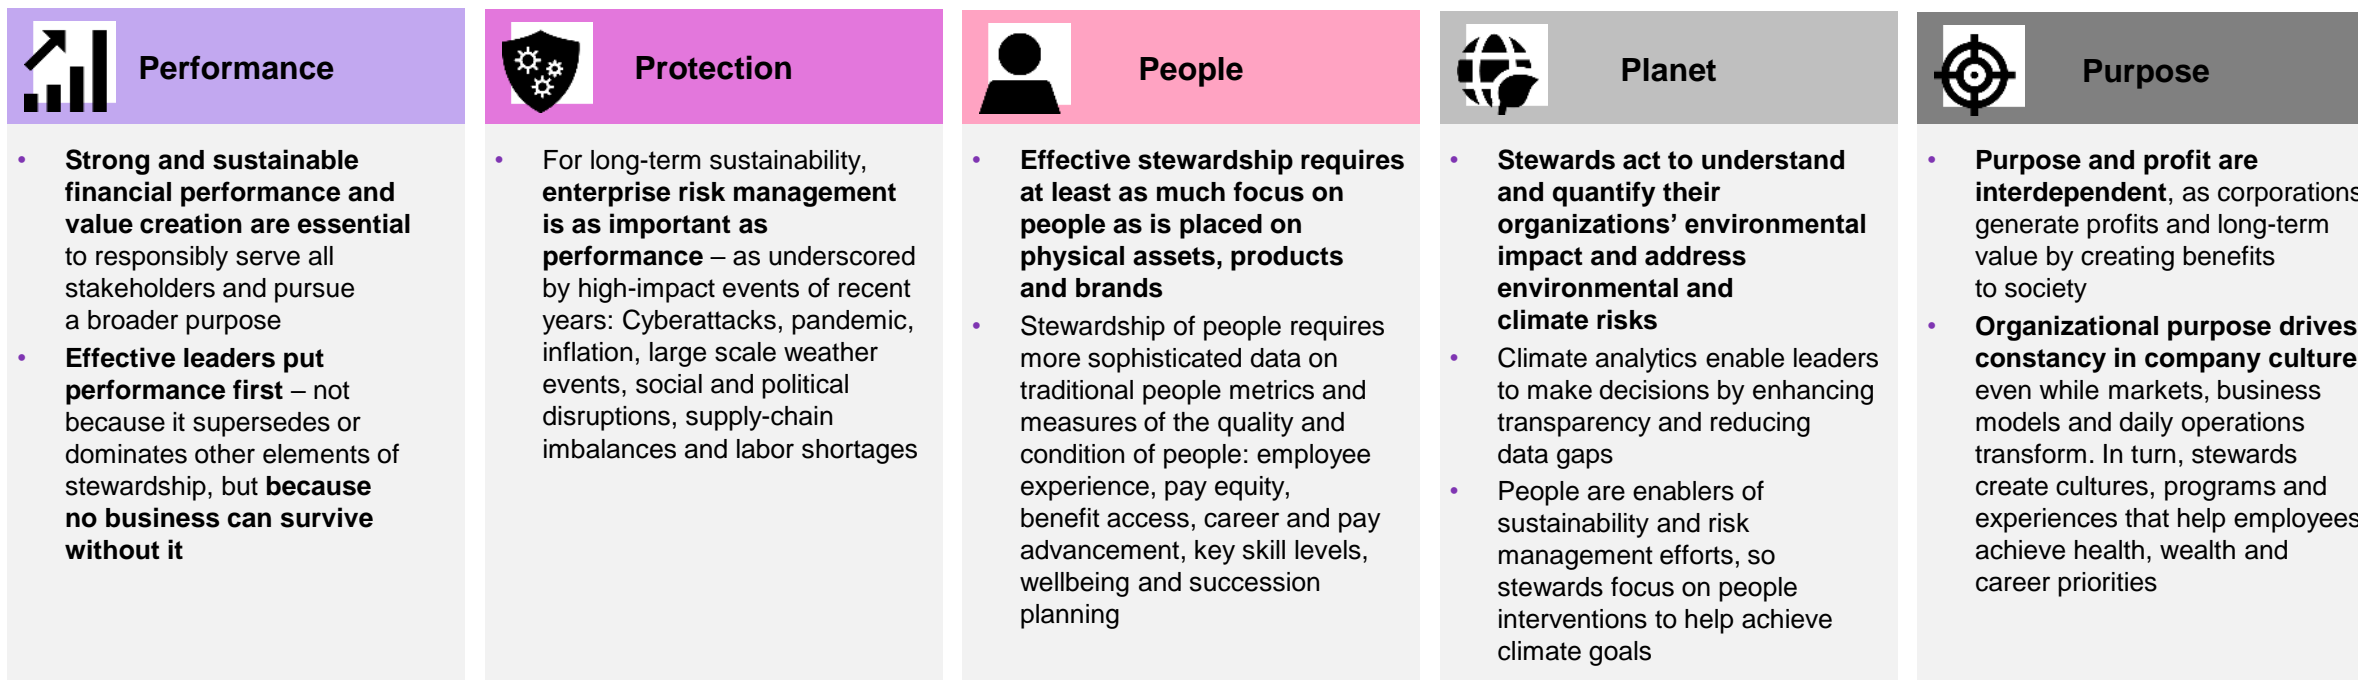 Performance
Strong and sustainable
financial performance and
value creation are essential
to responsibly serve all
stakeholders and pursue
a broader purpose
Effective leaders put
performance first – not
because it supersedes or
dominates other elements of
stewardship, but because
no business can survive
without it
Protection
For long-term sustainability,
enterprise risk management
is as important as
performance – as underscored
by high-impact events of recent
years: Cyberattacks, pandemic,
inflation, large scale weather
events, social and political
disruptions, supply-chain
imbalances and labor shortages
People
Effective stewardship requires
at least as much focus on
people as is placed on
physical assets, products
and brands
Stewardship of people requires
more sophisticated data on
traditional people metrics and
measures of the quality and
condition of people: employee
experience, pay equity,
benefit access, career and pay
advancement, key skill levels,
wellbeing and succession
planning
Planet
Stewards act to understand
and quantify their
organizations’ environmental
impact and address
environmental and
climate risks
Climate analytics enable leaders
to make decisions by enhancing
transparency and reducing
data gaps
People are enablers of
sustainability and risk
management efforts, so
stewards focus on people
interventions to help achieve
climate goals
Purpose
Purpose and profit are
interdependent, as corporations
generate profits and long-term
value by creating benefits
to society
Organizational purpose drives
constancy in company culture
even while markets, business
models and daily operations
transform. In turn, stewards
create cultures, programs and
experiences that help employees
achieve health, wealth and
career priorities